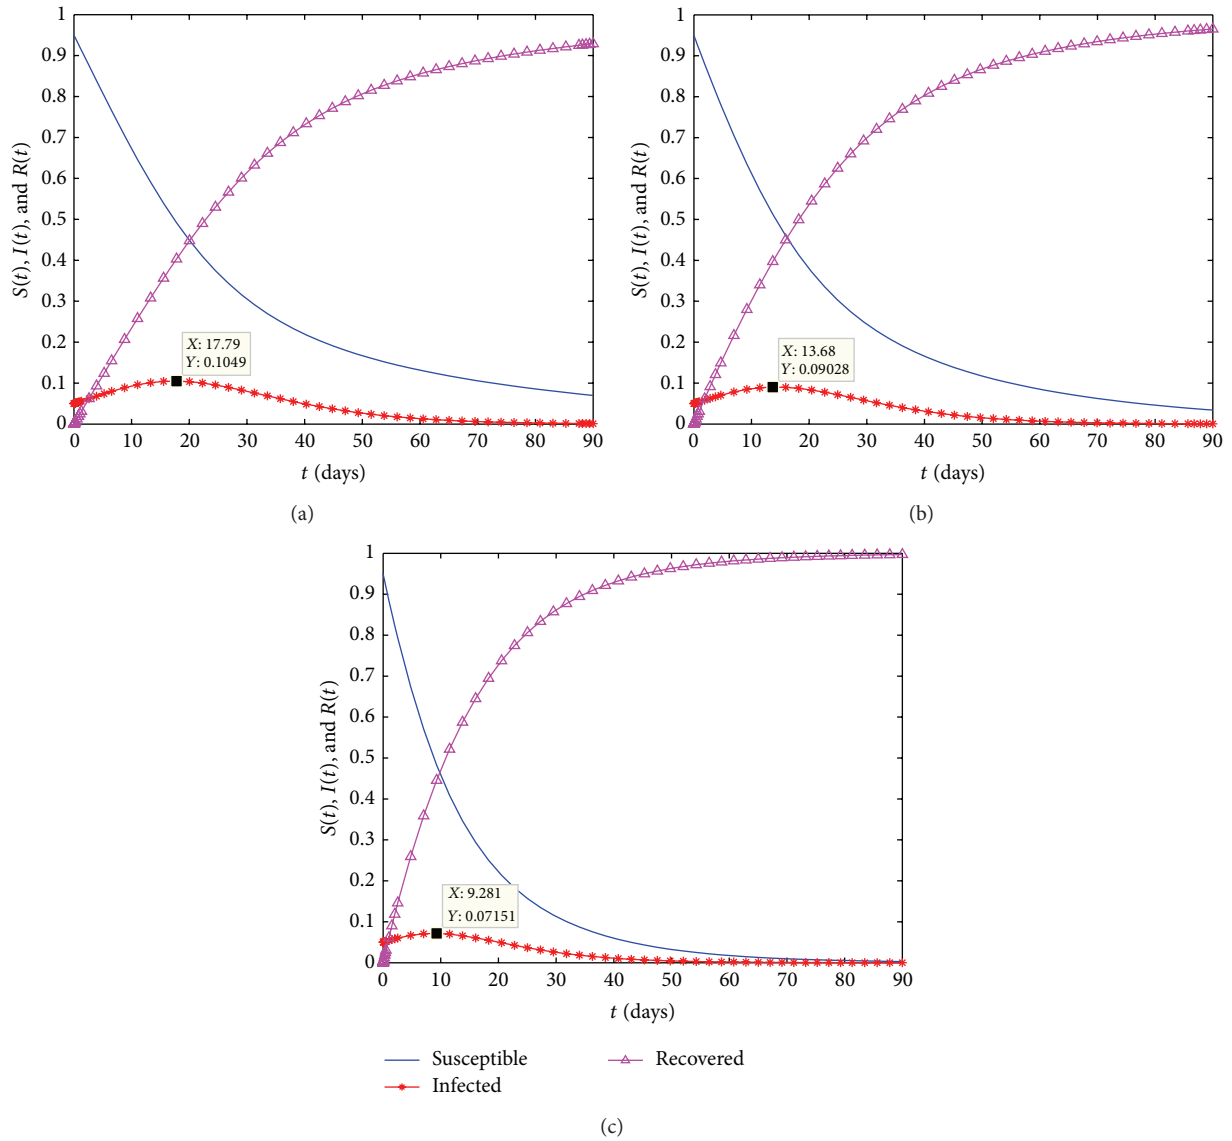 1
0.9
0.8
0.7
0.6
0.5
0.4
0.3
0.2
0.1
0
S(t), I(t), and R(t)
X: 17.79
Y: 0.1049
0 10 20 30 40 50 60 70 80 90
t (days)
(a)
1
0.9
0.8
0.7
0.6
0.5
0.4
0.3
0.2
0.1
0
S(t), I(t), and R(t)
X: 13.68
Y: 0.09028
0 10 20 30 40 50 60 70 80 90
t (days)
(b)
1
0.9
0.8
0.7
0.6
0.5
0.4
0.3
0.2
0.1
0
S(t), I(t), and R(t)
X: 9.281
Y: 0.07151
0 10 20 30 40 50 60 70 80 90
t (days)
Susceptible
Infected
Recovered
(c)